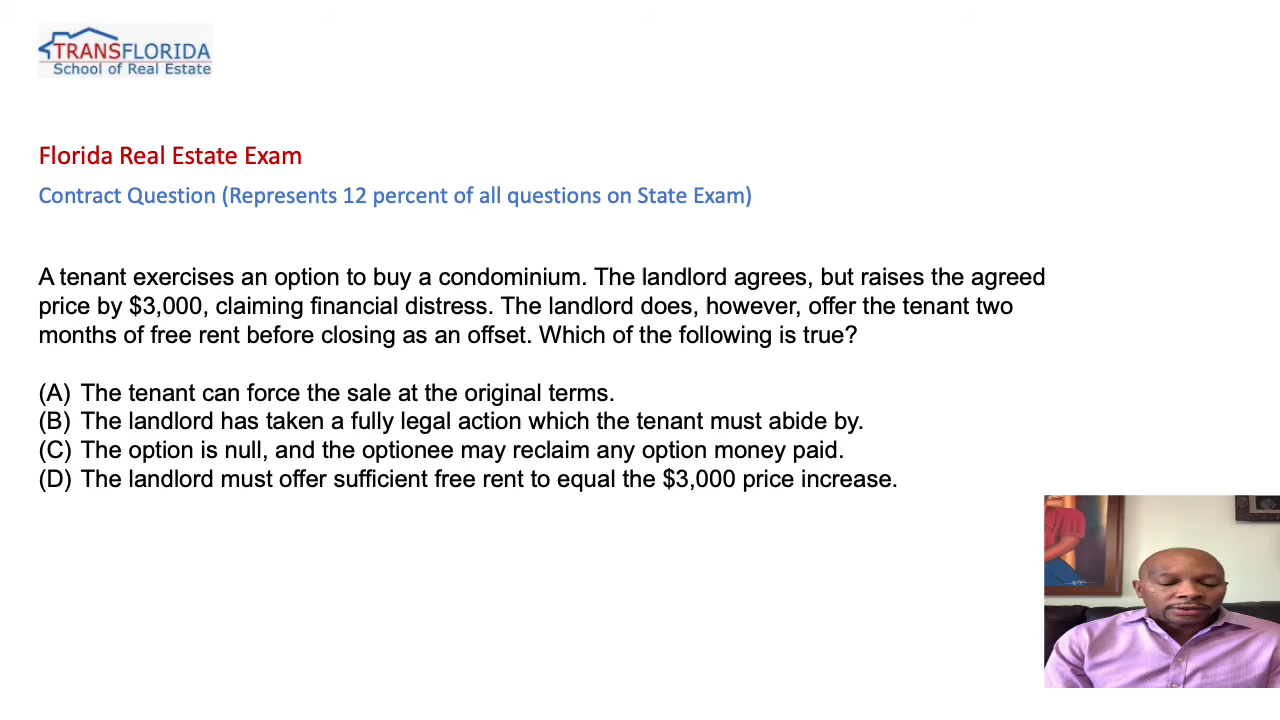 TRANSFLORIDA
School of Real Estate
Florida Real Estate Exam
Contract Question (Represents 12 percent of all questions on State Exam)
A tenant exercises an option to buy a condominium. The landlord agrees, but raises the agreed
price by $3,000, claiming financial distress. The landlord does, however, offer the tenant two
months of free rent before closing as an offset. Which of the following is true?
(A) The tenant can force the sale at the original terms.
(B) The landlord has taken a fully legal action which the tenant must abide by.
(C) The option is null, and the optionee may reclaim any option money paid.
(D) The landlord must offer sufficient free rent to equal the $3,000 price increase.